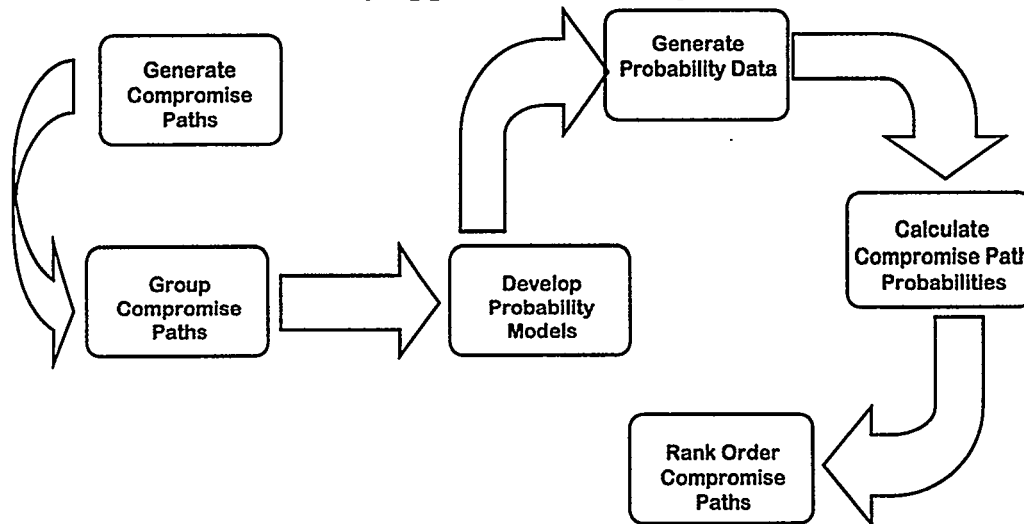 Generate
Compromise
Paths
Group
Compromise
Paths
Develop
Probability
Models
Generate
Probability Data
Calculate
Compromise Path
Probabilities
Rank Order
Compromise
Paths